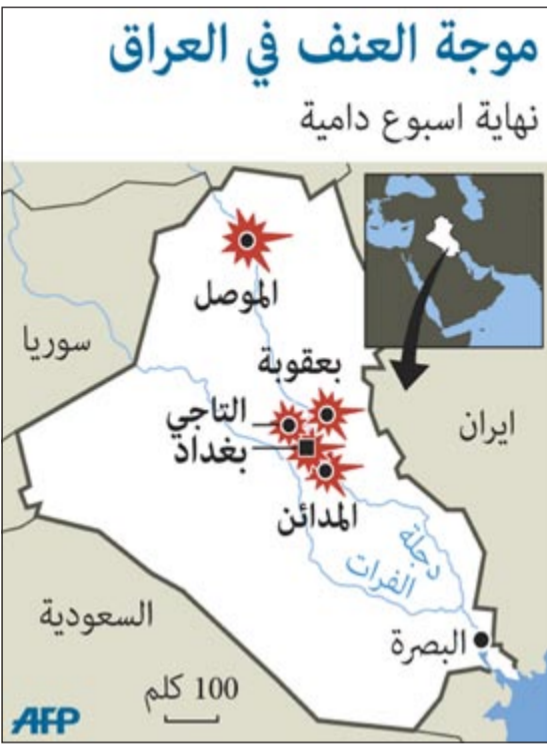 موجة العنف في العراق
نهاية اسبوع دامية
الموصل
سوريا
بعقوبة
التاجي
ايران
بغداد
المدائن
دجلة
الفرات
السعودية
البصرة
100 كلم
AFP